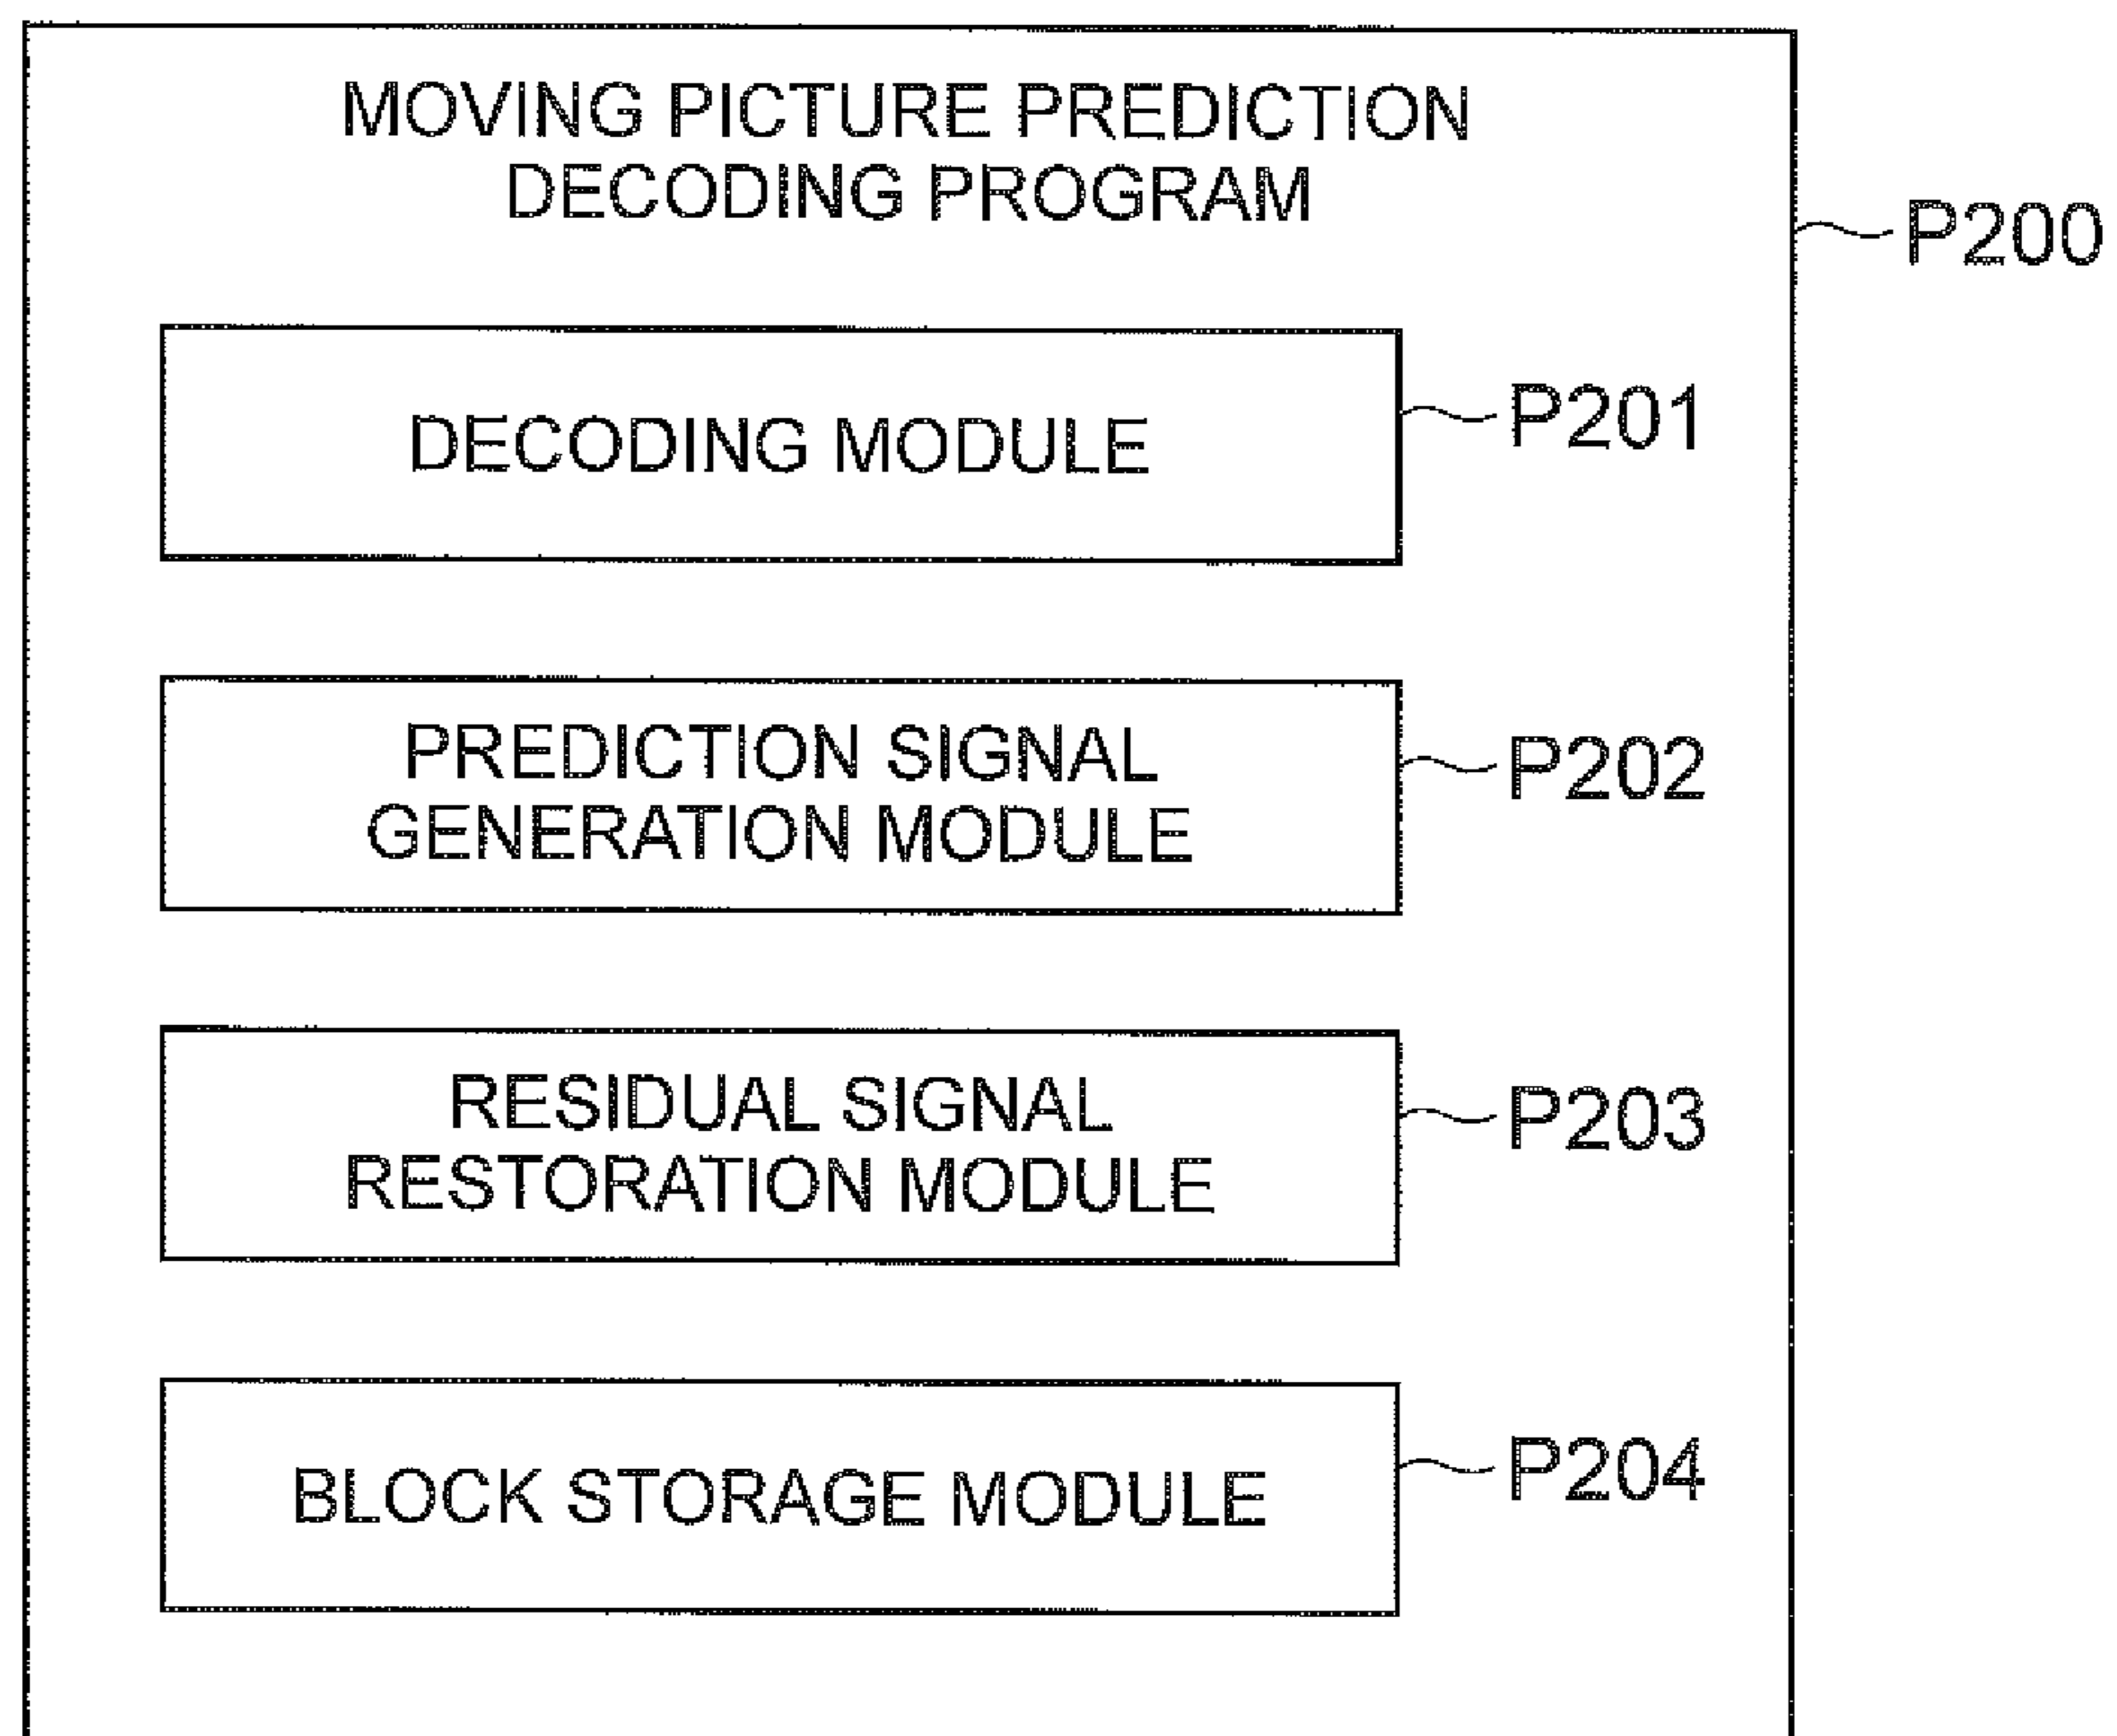 MOVING PICTURE PREDICTION
DECODING PROGRAM
P200
DECODING MODULE
P201
PREDICTION SIGNAL
GENERATION MODULE
P202
RESIDUAL SIGNAL
RESTORATION MODULE
P203
BLOCK STORAGE MODULE
P204